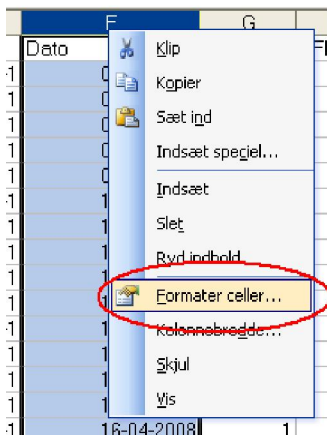 F G
Dato
Klip
Kopier
Sæt ind
Indsæt speciel...
Indsæt
Slet
Ryd indhold
Formater celler...
Kolonnebredde...
Skjul
Vis
16-04-2008 1